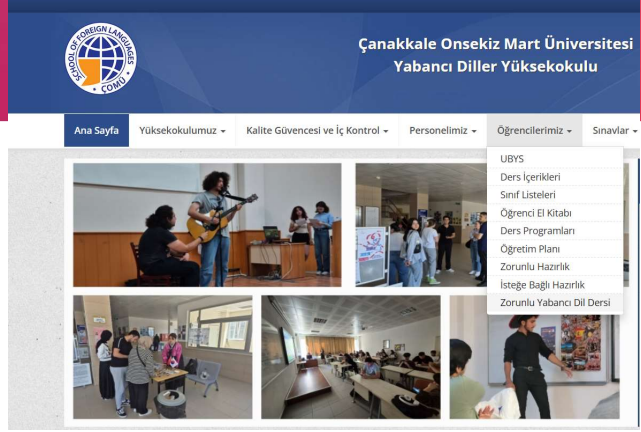 SCHOOL OF FOREIGN LANGUAGES
ÇOMÜ
Çanakkale Onsekiz Mart Üniversitesi
Yabancı Diller Yüksekokulu
Ana Sayfa
Yüksekokulumuz
Kalite Güvencesi ve İç Kontrol
Personelimiz
Öğrencilerimiz
Sınavlar
UBYS
Ders İçerikleri
Sınıf Listeleri
Öğrenci El Kitabı
Ders Programları
Öğretim Planı
Zorunlu Hazırlık
İsteğe Bağlı Hazırlık
Zorunlu Yabancı Dil Dersi